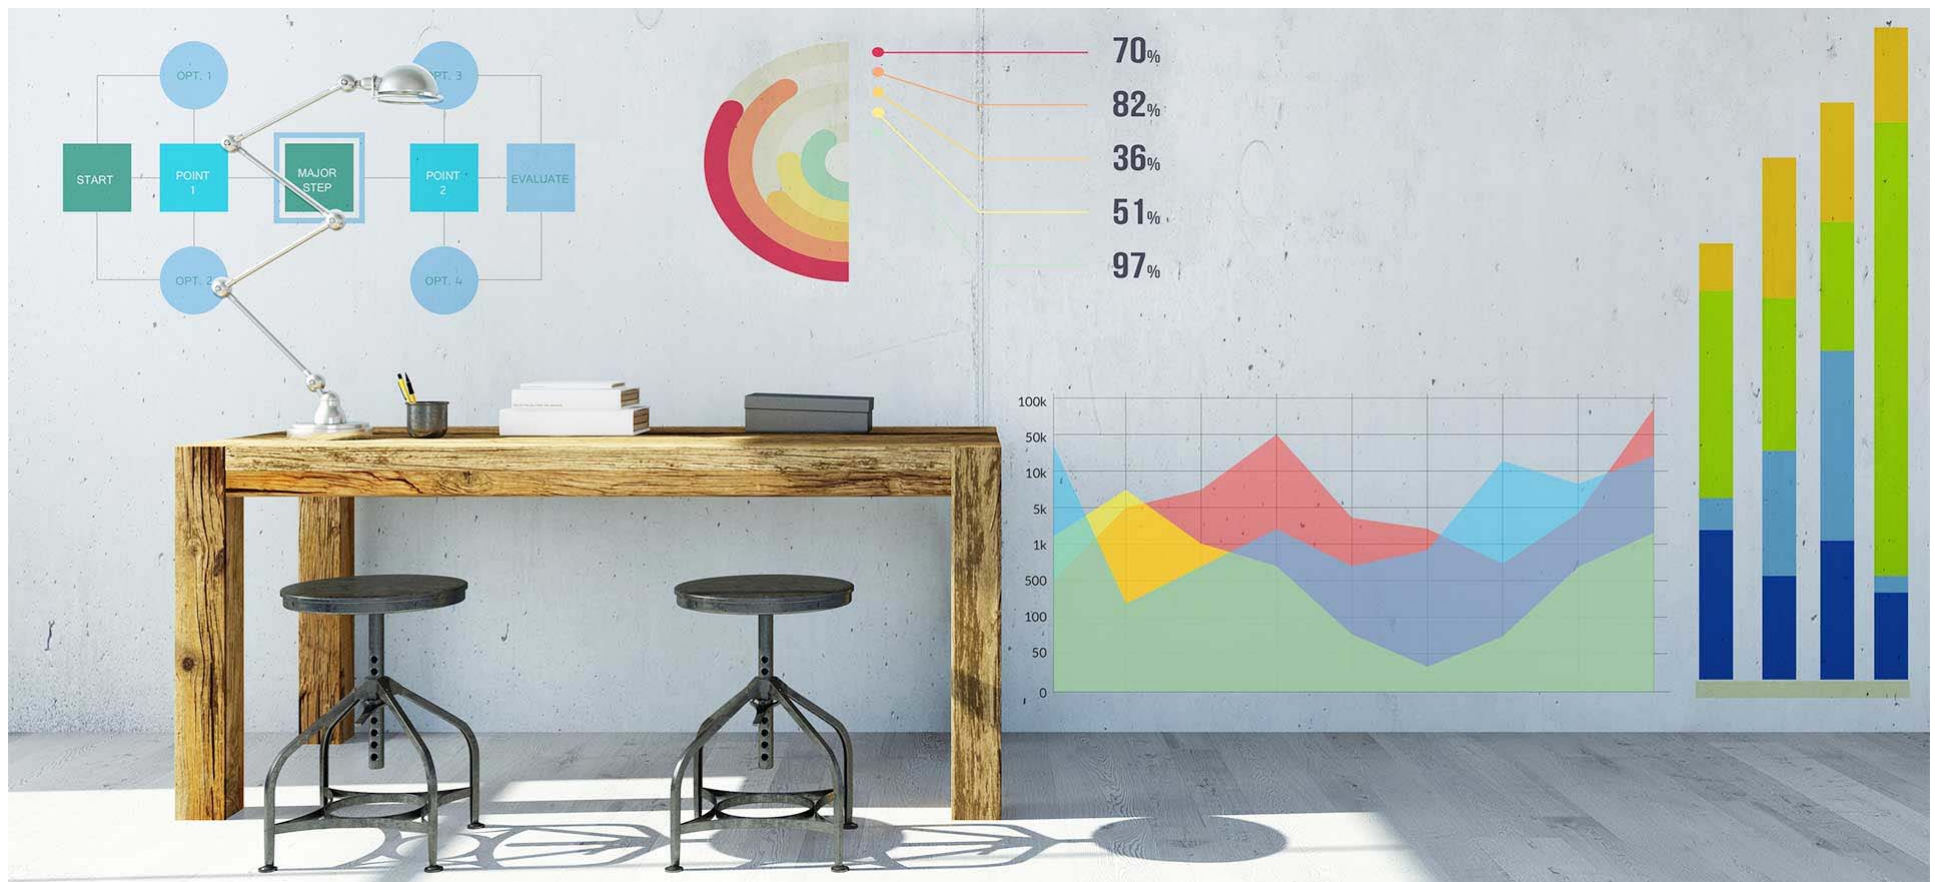 OPT. 1
OPT. 3
START
POINT
1
MAJOR
STEP
POINT
2
EVALUATE
OPT. 2
OPT. 4
70%
82%
36%
51%
97%
100k
50k
10k
5k
1k
500
100
50
0